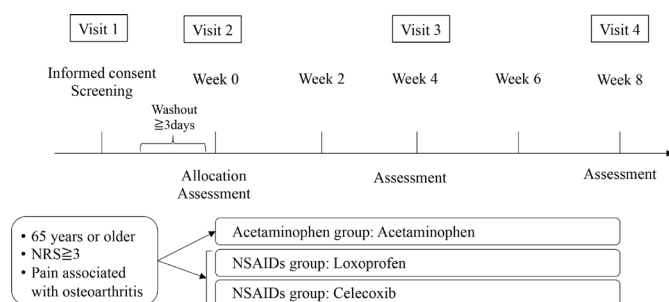 Visit 1
Visit 2
Visit 3
Visit 4
Informed consent
Screening
Week 0
Week 2
Week 4
Week 6
Week 8
Washout
≧3days
Allocation
Assessment
Assessment
Assessment
• 65 years or older
• NRS≧3
• Pain associated
with osteoarthritis
Acetaminophen group: Acetaminophen
NSAIDs group: Loxoprofen
NSAIDs group: Celecoxib